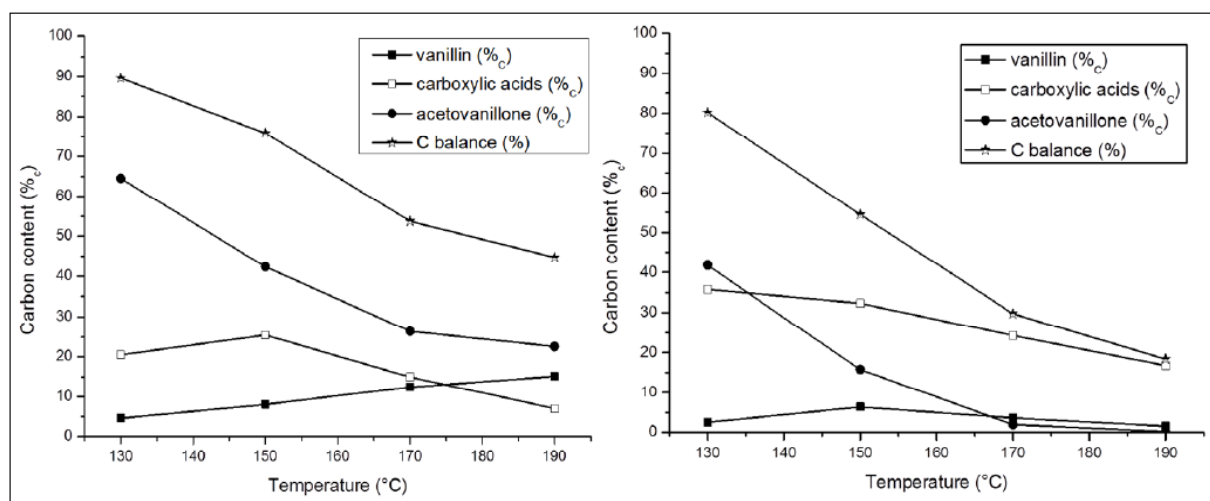 100
90
80
70
60
50
40
30
20
10
0
Carbon content (%c)
vanillin (%C)
carboxylic acids (%C)
acetovanillone (%C)
C balance (%)
130 140 150 160 170 180 190
Temperature (°C)
100
90
80
70
60
50
40
30
20
10
0
Carbon content (%c)
vanillin (%C)
carboxylic acids (%C)
acetovanillone (%C)
C balance (%)
130 140 150 160 170 180 190
Temperature (°C)